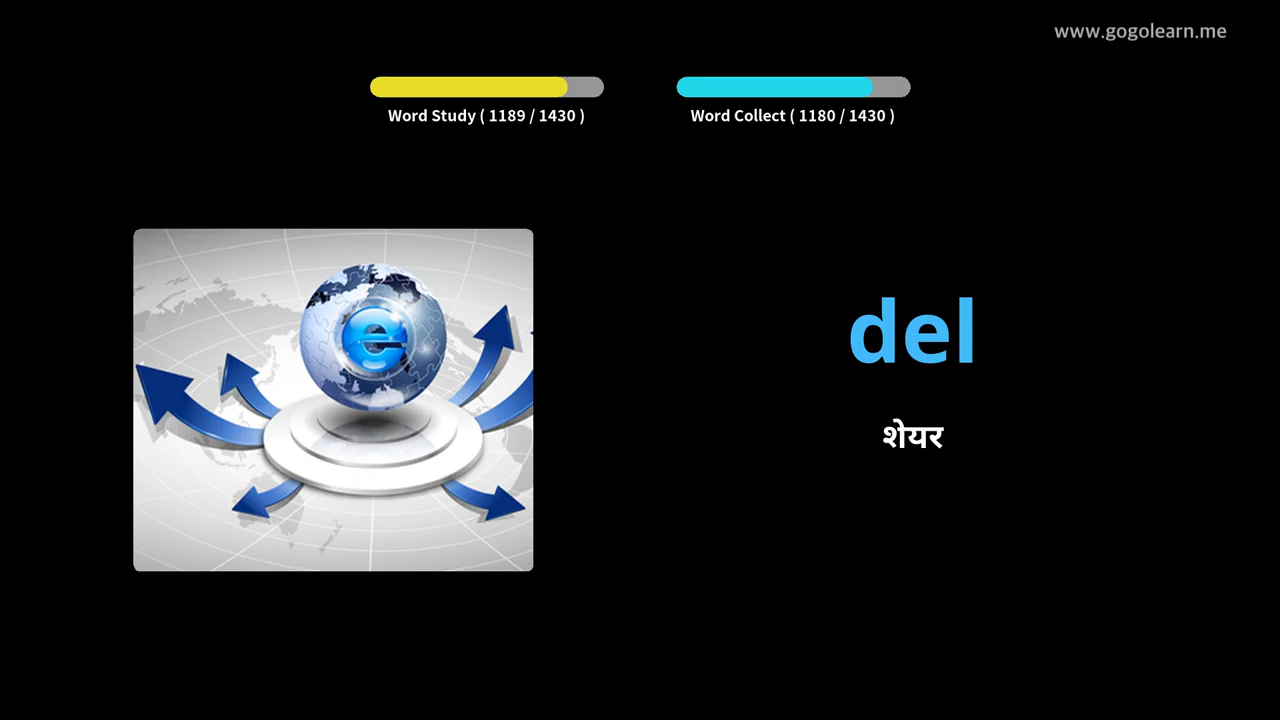 www.gogolearn.me
Word Study ( 1189 / 1430 )
Word Collect ( 1180 / 1430 )
e
del
शेयर